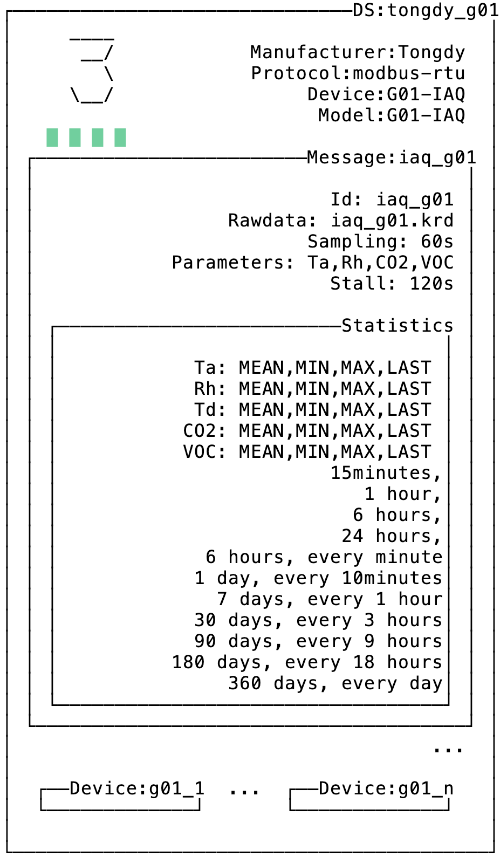 DS:tongdy_g01
3
Manufacturer:Tongdy
Protocol:modbus-rtu
Device:G01-IAQ
Model:G01-IAQ
Message:iaq_g01
Id: iaq_g01
Rawdata: iaq_g01.krd
Sampling: 60s
Parameters: Ta,Rh,CO2,VOC
Stall: 120s
Statistics
Ta: MEAN,MIN,MAX,LAST
Rh: MEAN,MIN,MAX,LAST
Td: MEAN,MIN,MAX,LAST
CO2: MEAN,MIN,MAX,LAST
VOC: MEAN,MIN,MAX,LAST
15minutes,
1 hour,
6 hours,
24 hours,
6 hours, every minute
1 day, every 10minutes
7 days, every 1 hour
30 days, every 3 hours
90 days, every 9 hours
180 days, every 18 hours
360 days, every day
...
Device:g01_1 ... Device:g01_n